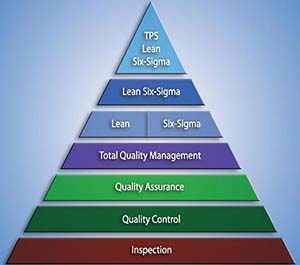 TPS
Lean
Six-Sigma
Lean Six-Sigma
Lean Six-Sigma
Total Quality Management
Quality Assurance
Quality Control
Inspection